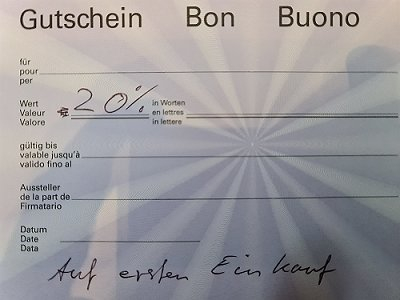 Gutschein Bon Buono
für
pour
per
Wert 20% in Worten
Valeur en lettres
Valore in lettere
gültig bis
valable jusqu'à
valido fino al
Aussteller
de la part de
Firmatario
Datum
Date
Data
Auf ersten Einkauf